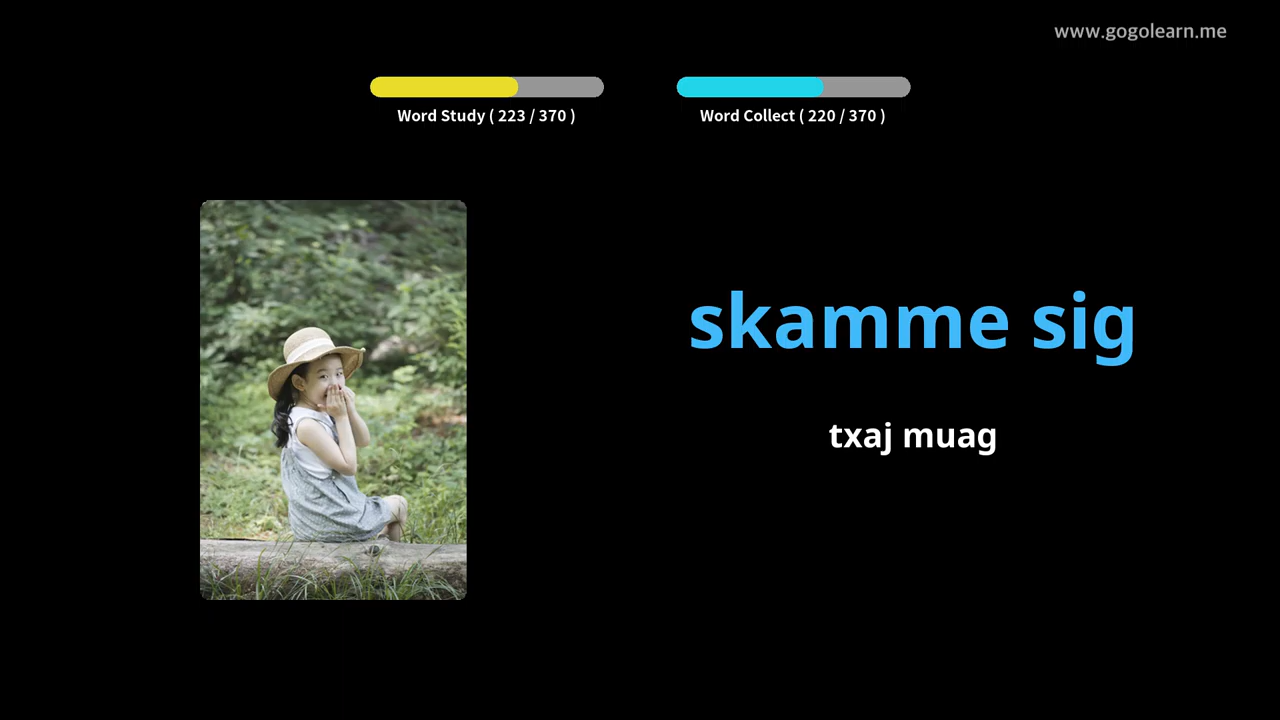 www.gogolearn.me
Word Study ( 223 / 370 )
Word Collect ( 220 / 370 )
skamme sig
txaj muag